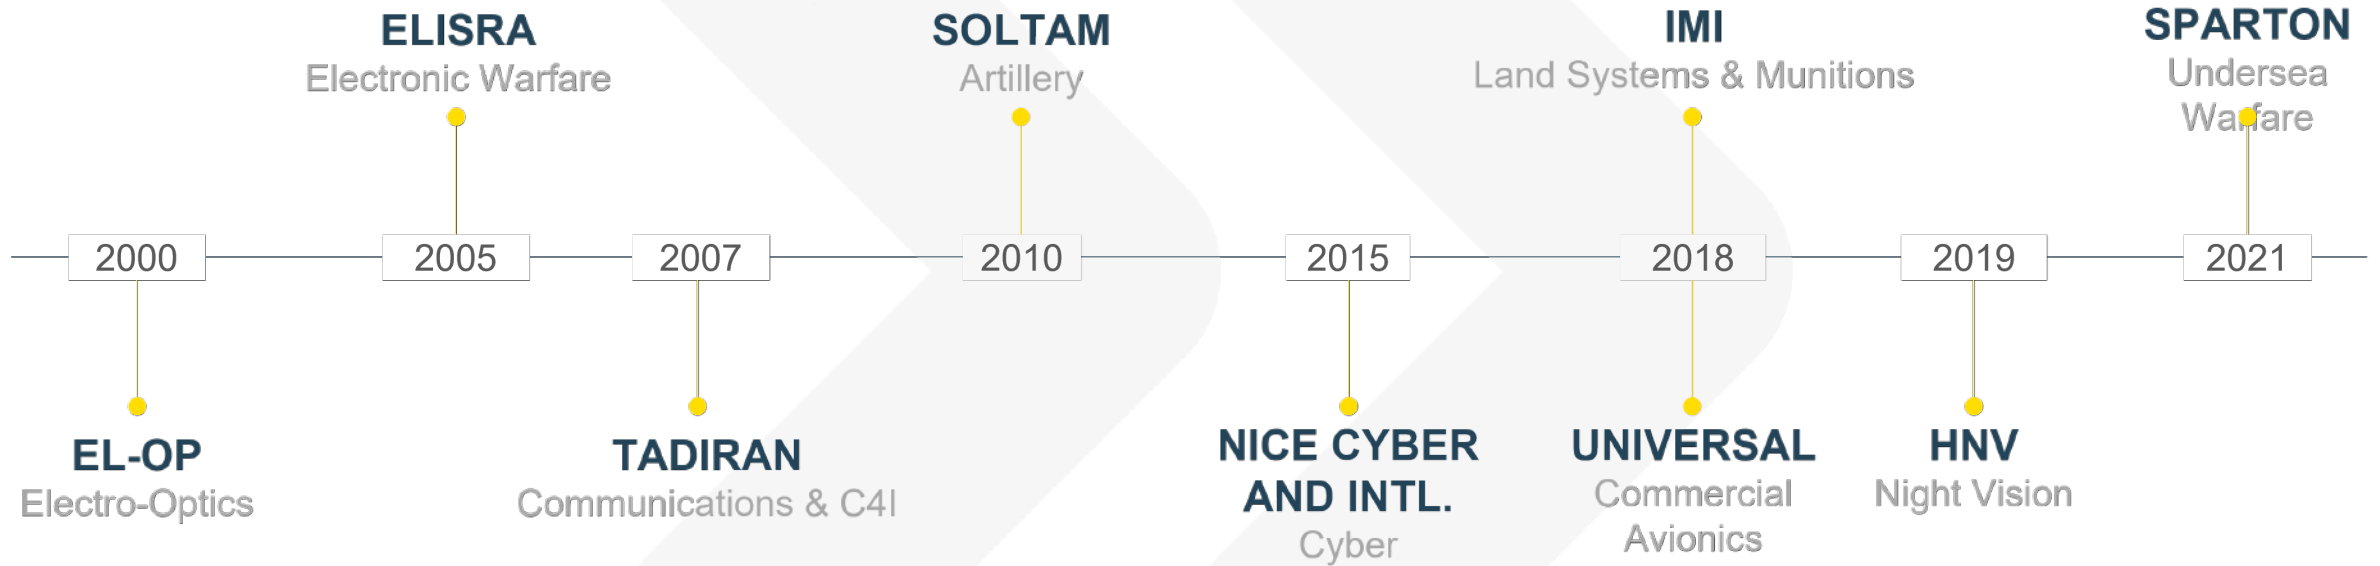 ELISRA
Electronic Warfare
SOLTAM
Artillery
IMI
Land Systems & Munitions
SPARTON
Undersea
Warfare
2000
2005
2007
2010
2015
2018
2019
2021
EL-OP
Electro-Optics
TADIRAN
Communications & C4I
NICE CYBER
AND INTL.
Cyber
UNIVERSAL
Commercial
Avionics
HNV
Night Vision